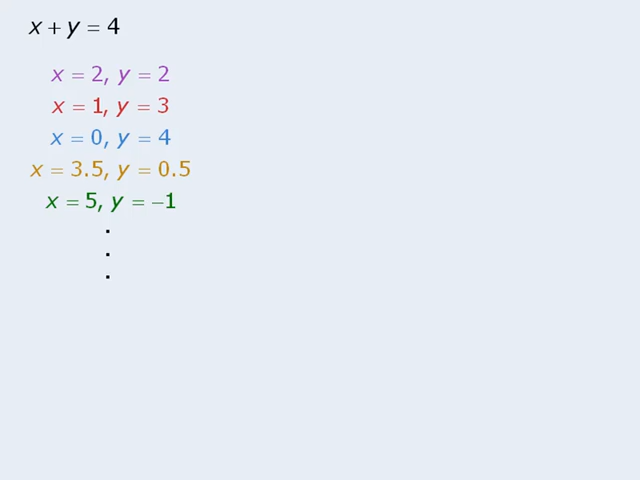 x + y = 4
x = 2, y = 2
x = 1, y = 3
x = 0, y = 4
x = 3.5, y = 0.5
x = 5, y = –1
.
.
.